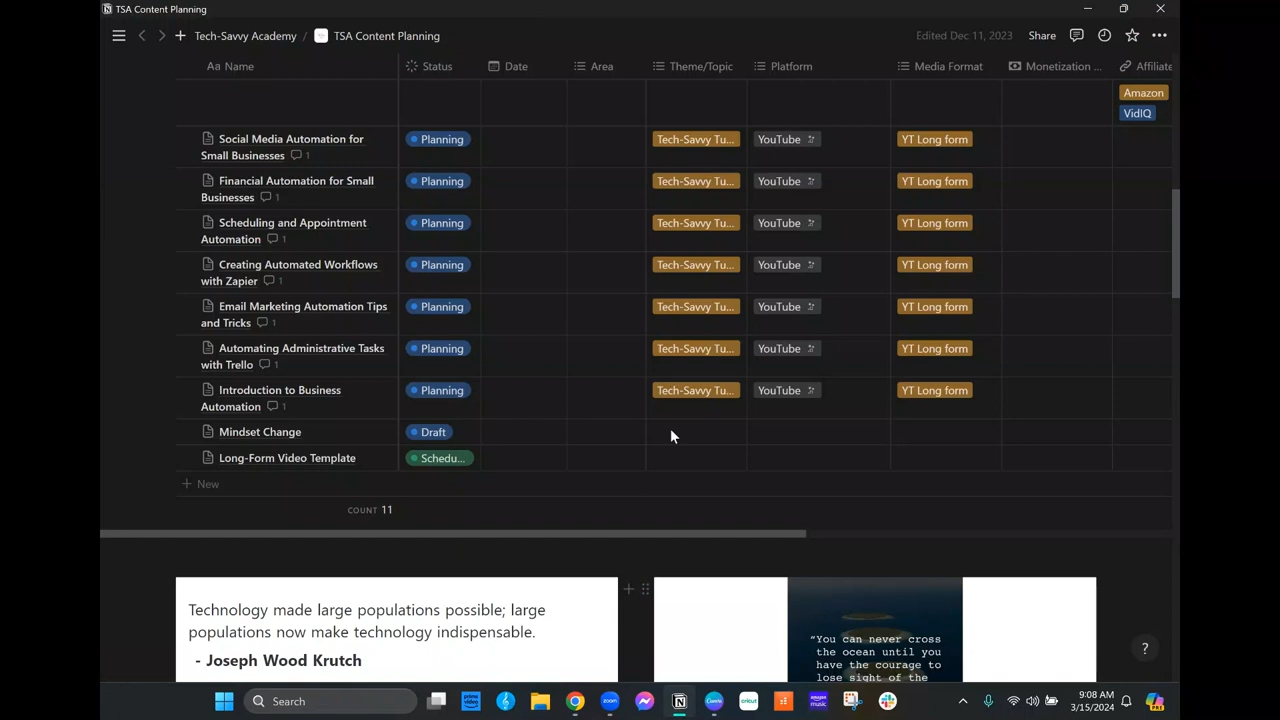 TSA Content Planning
Tech-Savvy Academy / TSA Content Planning
Edited Dec 11, 2023 Share
Aa Name Status Date Area Theme/Topic Platform Media Format Monetization ... Affiliate
Amazon
VidIQ
Social Media Automation for Small Businesses 1 Planning Tech-Savvy Tu... YouTube YT Long form
Financial Automation for Small Businesses 1 Planning Tech-Savvy Tu... YouTube YT Long form
Scheduling and Appointment Automation 1 Planning Tech-Savvy Tu... YouTube YT Long form
Creating Automated Workflows with Zapier 1 Planning Tech-Savvy Tu... YouTube YT Long form
Email Marketing Automation Tips and Tricks 1 Planning Tech-Savvy Tu... YouTube YT Long form
Automating Administrative Tasks with Trello 1 Planning Tech-Savvy Tu... YouTube YT Long form
Introduction to Business Automation 1 Planning Tech-Savvy Tu... YouTube YT Long form
Mindset Change Draft
Long-Form Video Template Schedu...
+ New
COUNT 11
Technology made large populations possible; large
populations now make technology indispensable.
- Joseph Wood Krutch
"You can never cross
the ocean until you
have the courage to
lose sight of the
?
Search
prime video
zoom
Canva
cricut
amazon music
PRE
9:08 AM
3/15/2024